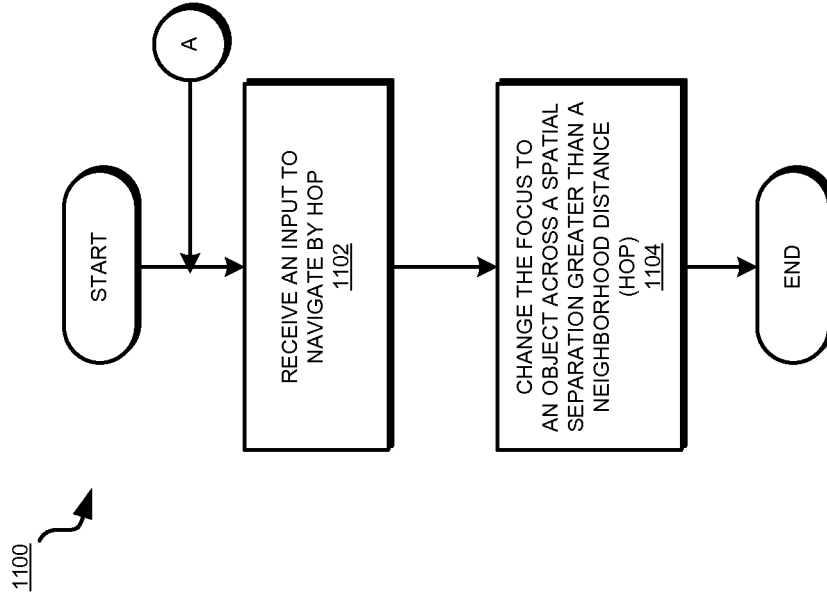 1100
START
A
RECEIVE AN INPUT TO
NAVIGATE BY HOP
1102
CHANGE THE FOCUS TO
AN OBJECT ACROSS A SPATIAL
SEPARATION GREATER THAN A
NEIGHBORHOOD DISTANCE
(HOP)
1104
END